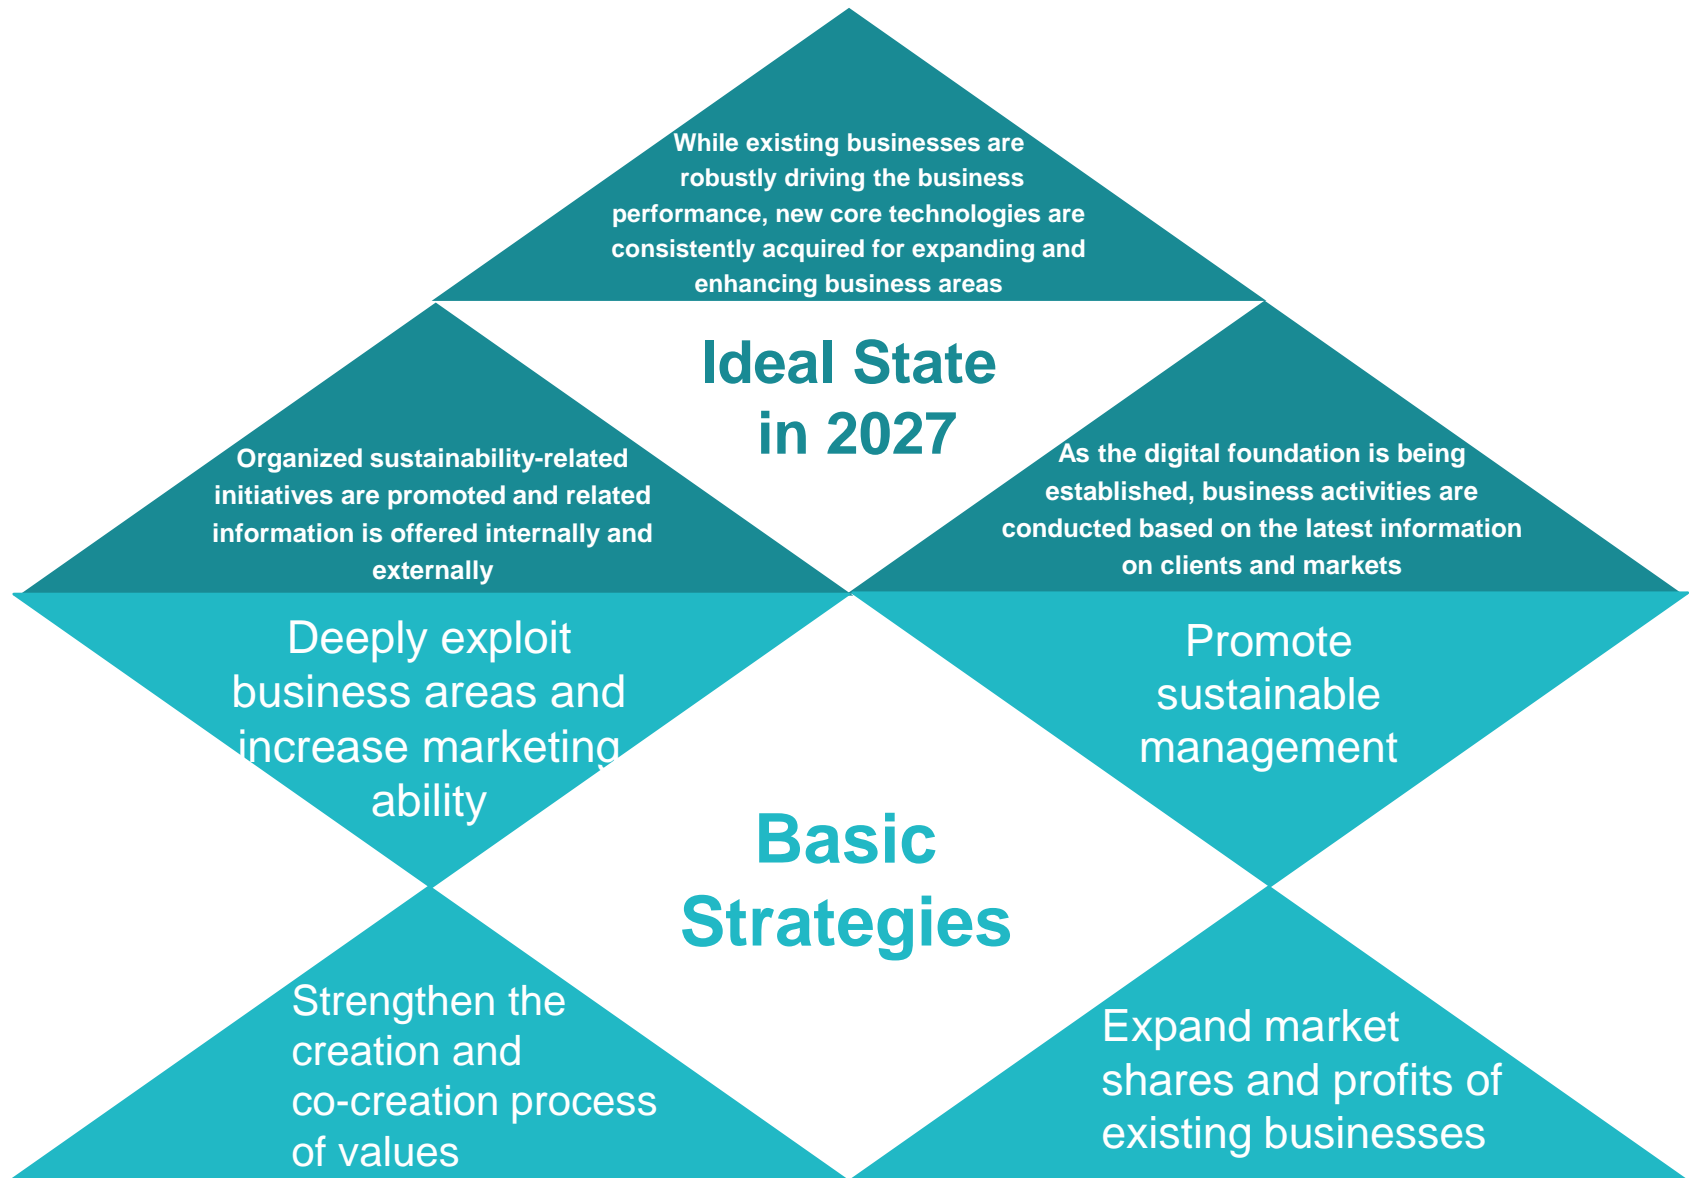 While existing businesses are
robustly driving the business
performance, new core technologies are
consistently acquired for expanding and
enhancing business areas
Ideal State
in 2027
Organized sustainability-related
initiatives are promoted and related
information is offered internally and
externally
As the digital foundation is being
established, business activities are
conducted based on the latest information
on clients and markets
Deeply exploit
business areas and
increase marketing
ability
Promote
sustainable
management
Basic
Strategies
Strengthen the
creation and
co-creation process
of values
Expand market
shares and profits of
existing businesses